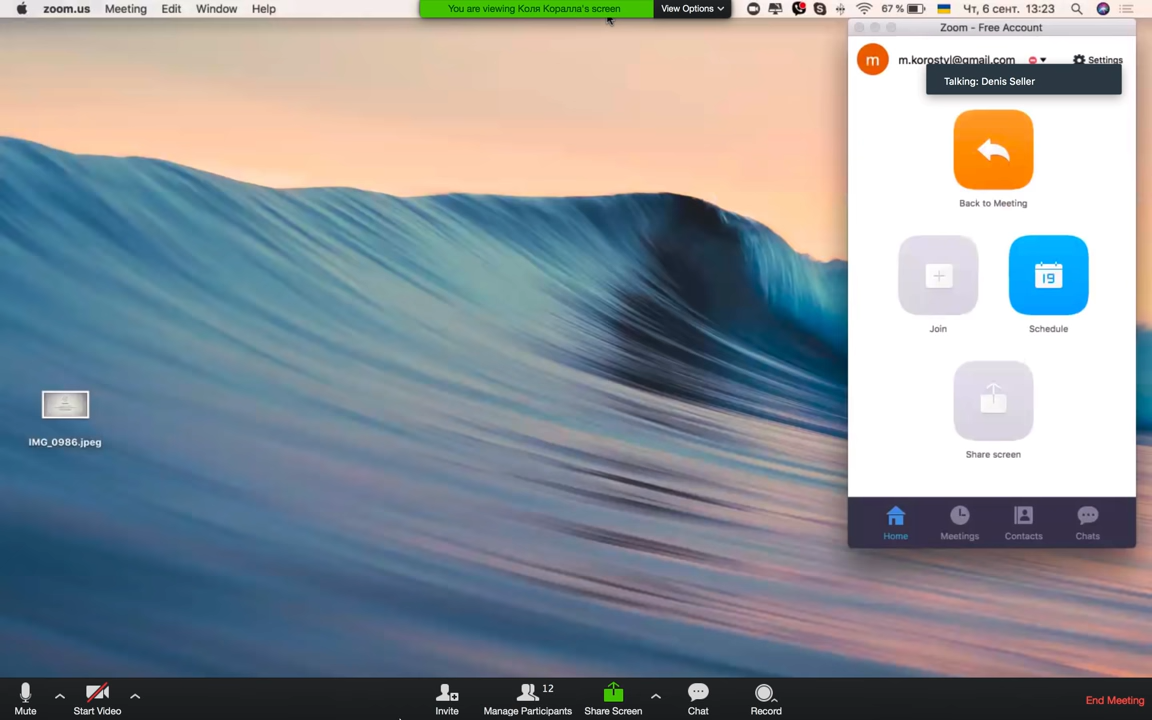 zoom.us Meeting Edit Window Help
You are viewing Коля Коралла's screen View Options
67 % Чт, 6 сент. 13:23
Zoom - Free Account
m m.korostyl@gmail.com Settings
Talking: Denis Seller
Back to Meeting
19
Join Schedule
Share screen
IMG_0986.jpeg
Home Meetings Contacts Chats
12
Mute Start Video Invite Manage Participants Share Screen Chat Record End Meeting